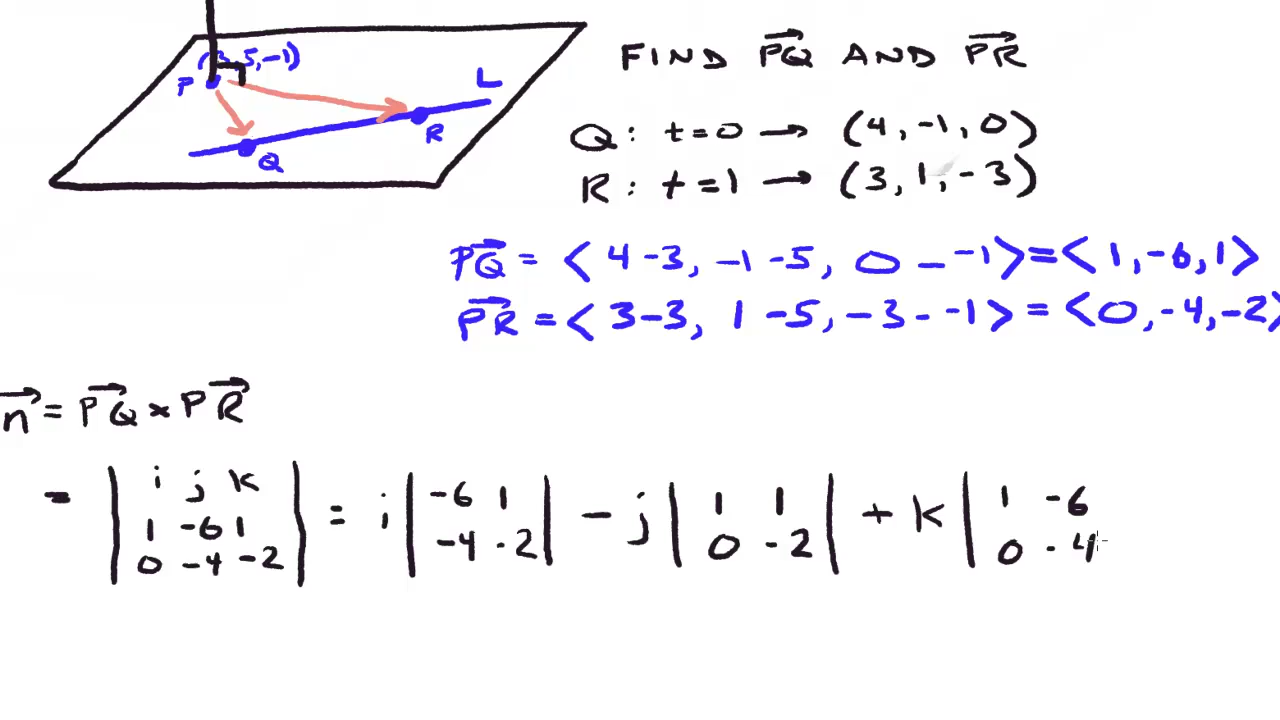 FIND PQ AND PR
(3,5,-1)
P
L
R
Q
Q: t=0 → (4,-1,0)
R: t=1 → (3,1,-3)
PQ = <4-3, -1-5, 0--1> = <1,-6,1>
PR = <3-3, 1-5, -3--1> = <0,-4,-2>
n = PQ × PR
= | i j k | = i | -6 1 | - j | 1 1 | + k | 1 -6
1 -6 1 -4 -2 0 -2 0 -4
0 -4 -2